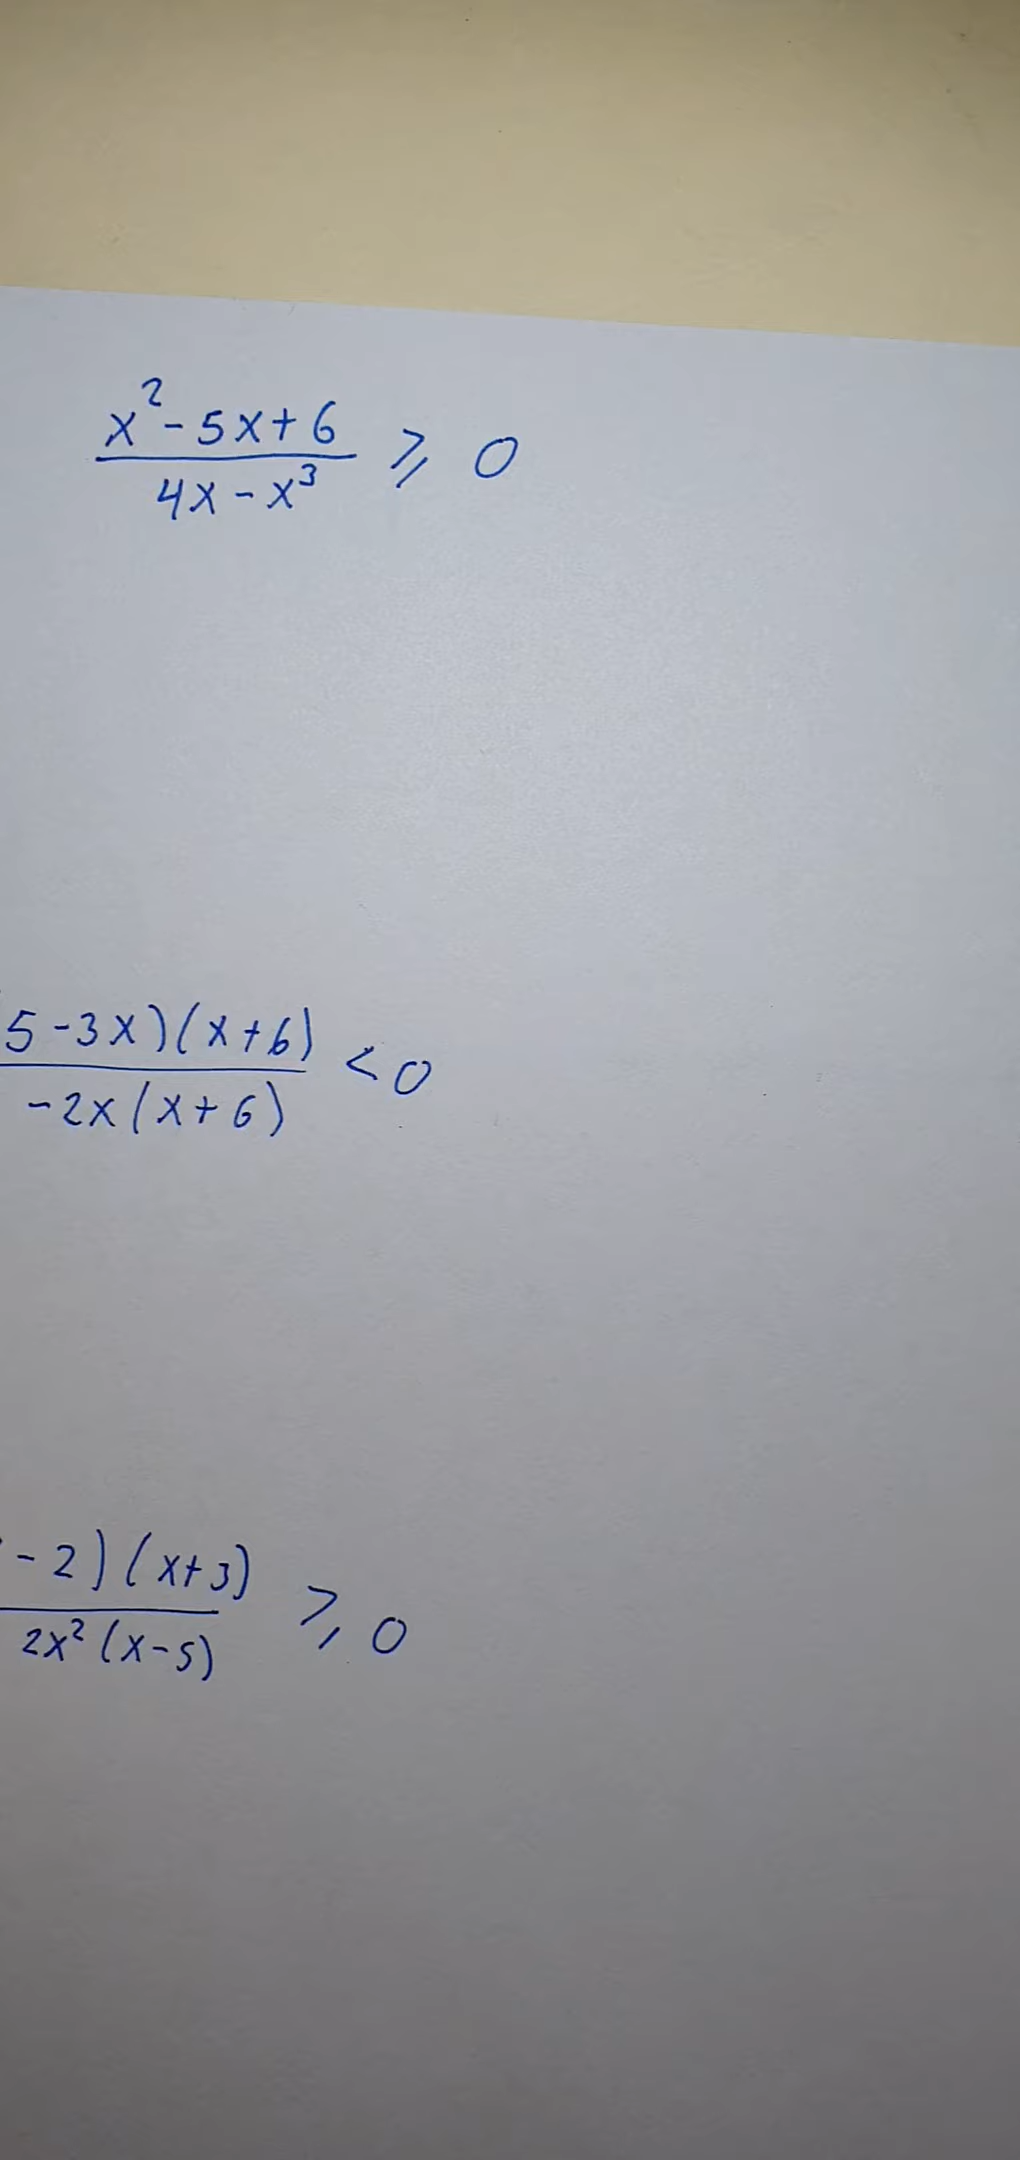 x² - 5x + 6
4x - x³
≥ 0
5 - 3x)(x + 6)
-2x(x + 6)
< 0
- 2)(x + 3)
2x²(x - 5)
≥ 0